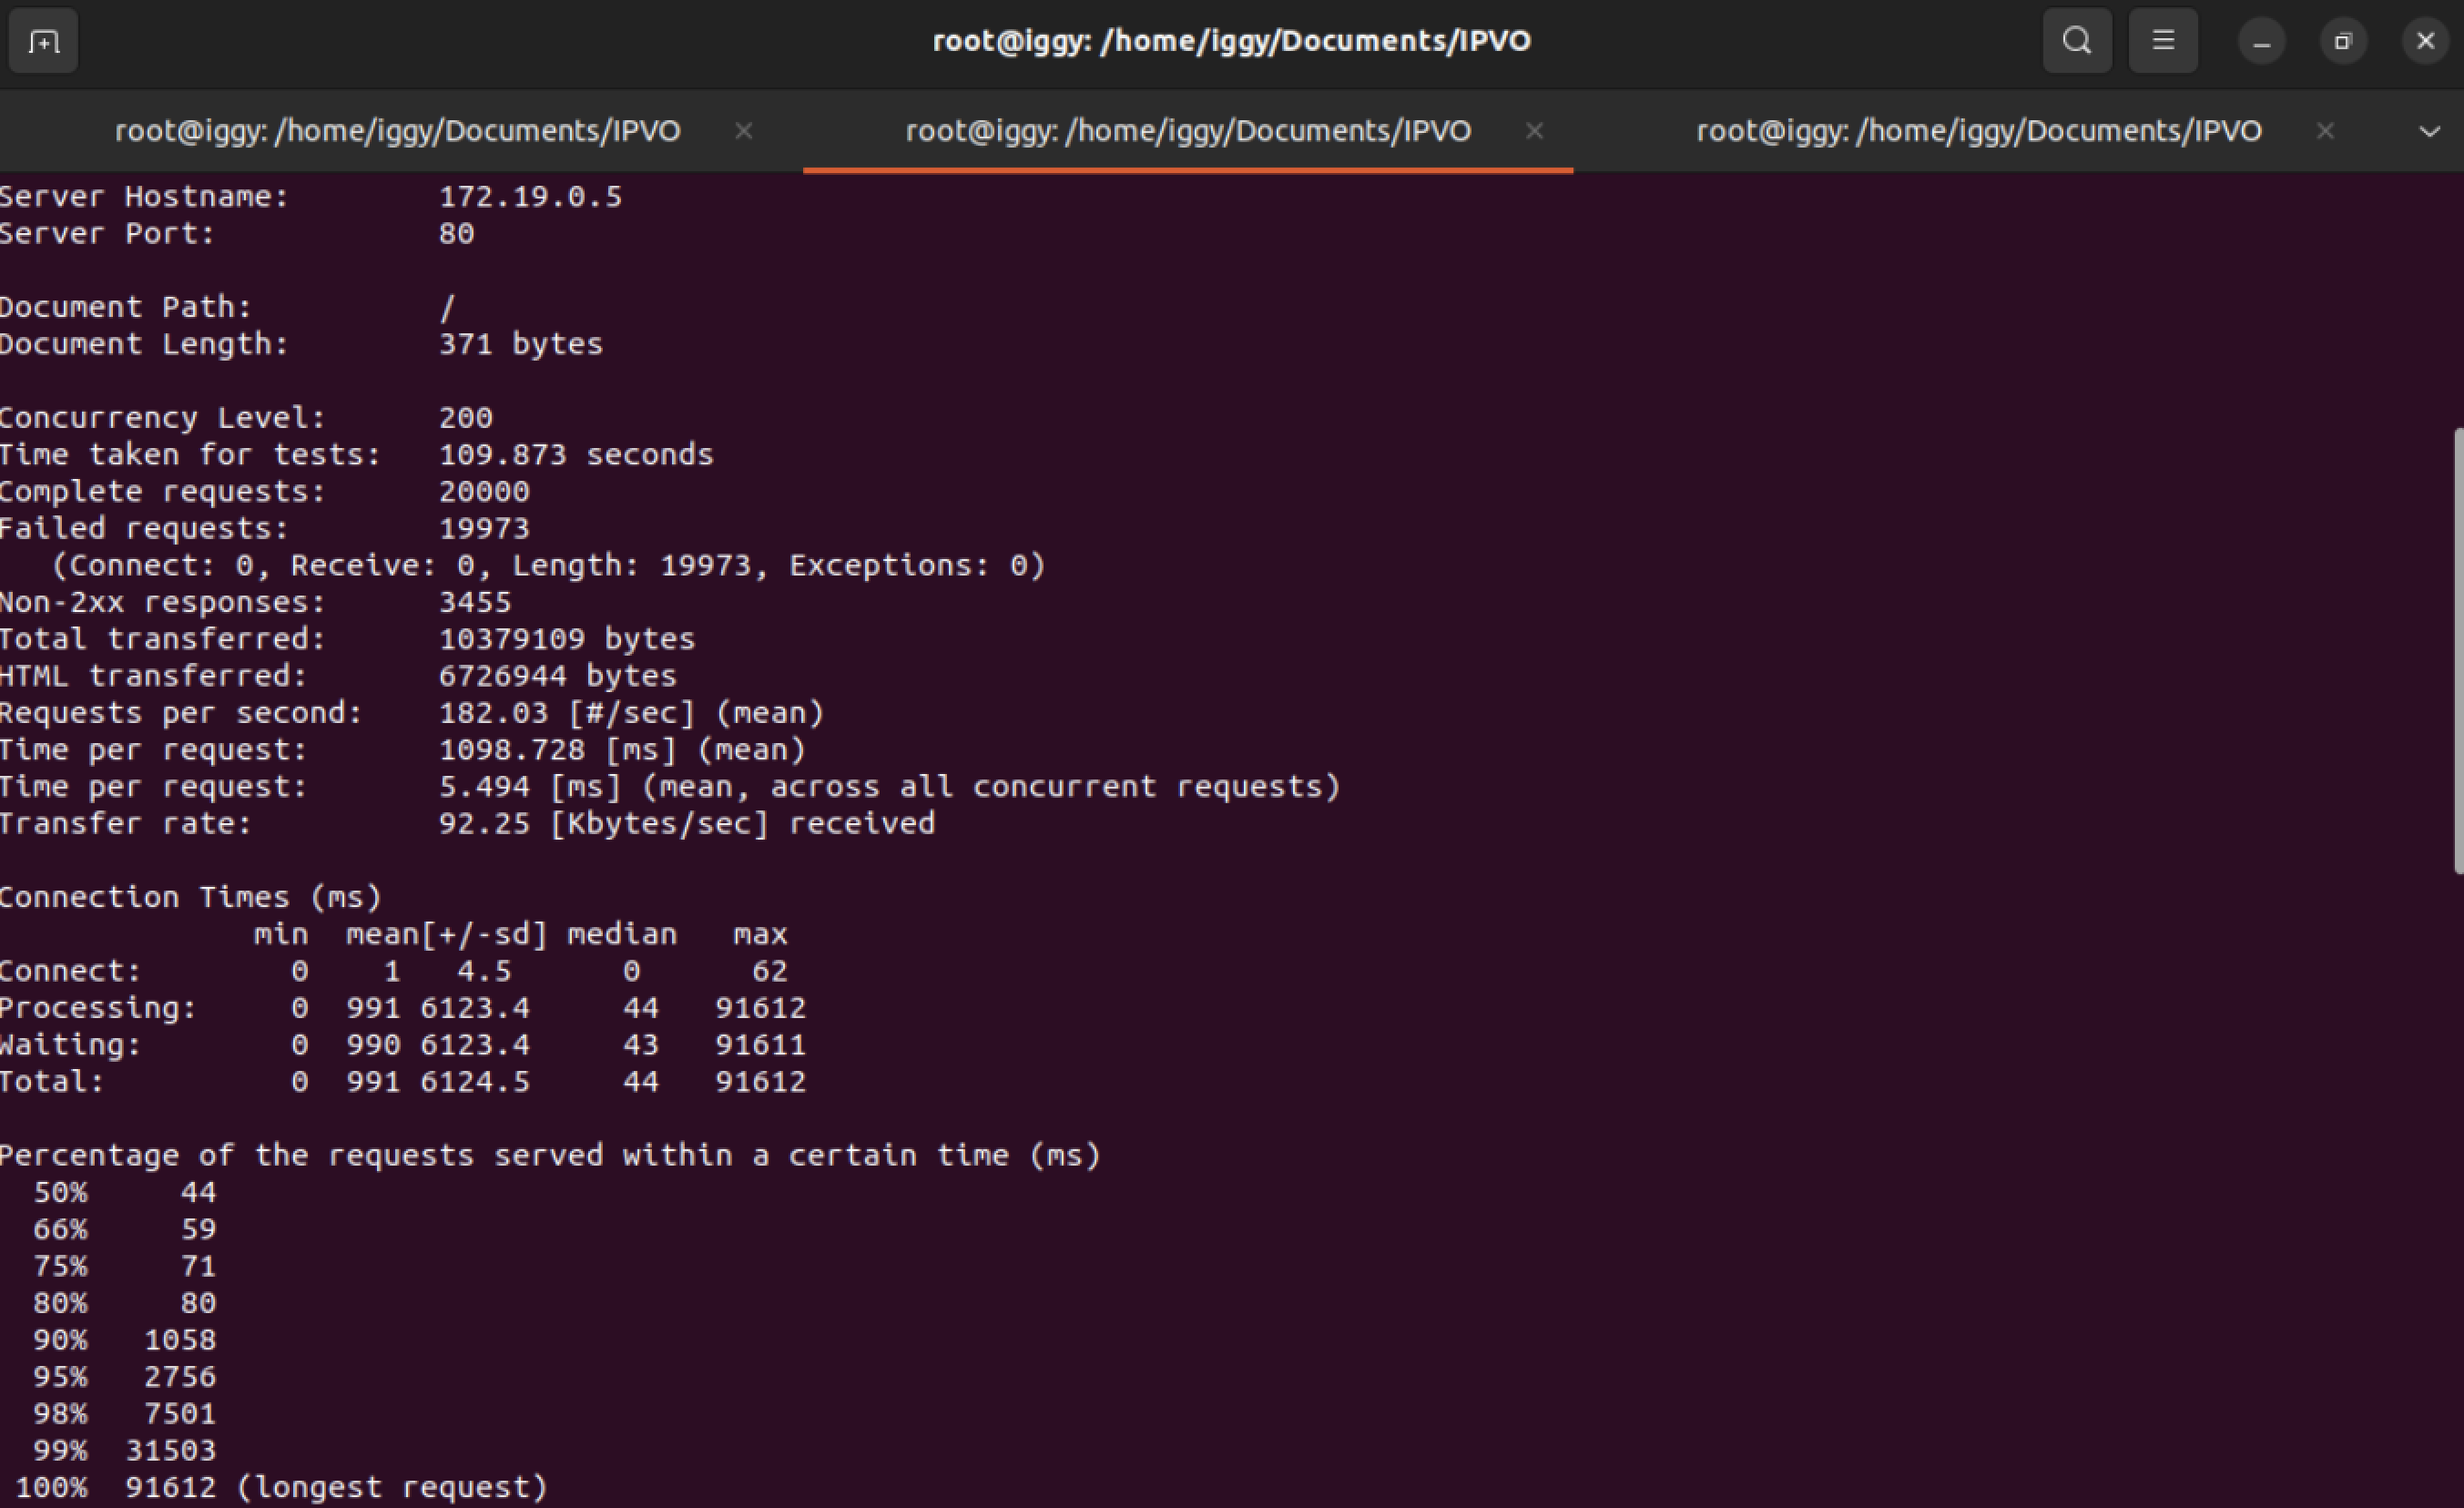 root@iggy: /home/iggy/Documents/IPVO
root@iggy: /home/iggy/Documents/IPVO root@iggy: /home/iggy/Documents/IPVO root@iggy: /home/iggy/Documents/IPVO
Server Hostname:        172.19.0.5
Server Port:            80

Document Path:          /
Document Length:        371 bytes

Concurrency Level:      200
Time taken for tests:   109.873 seconds
Complete requests:      20000
Failed requests:        19973
   (Connect: 0, Receive: 0, Length: 19973, Exceptions: 0)
Non-2xx responses:      3455
Total transferred:      10379109 bytes
HTML transferred:       6726944 bytes
Requests per second:    182.03 [#/sec] (mean)
Time per request:       1098.728 [ms] (mean)
Time per request:       5.494 [ms] (mean, across all concurrent requests)
Transfer rate:          92.25 [Kbytes/sec] received

Connection Times (ms)
              min  mean[+/-sd] median   max
Connect:        0    1   4.5      0      62
Processing:     0  991 6123.4     44   91612
Waiting:        0  990 6123.4     43   91611
Total:          0  991 6124.5     44   91612

Percentage of the requests served within a certain time (ms)
  50%     44
  66%     59
  75%     71
  80%     80
  90%   1058
  95%   2756
  98%   7501
  99%  31503
 100%  91612 (longest request)